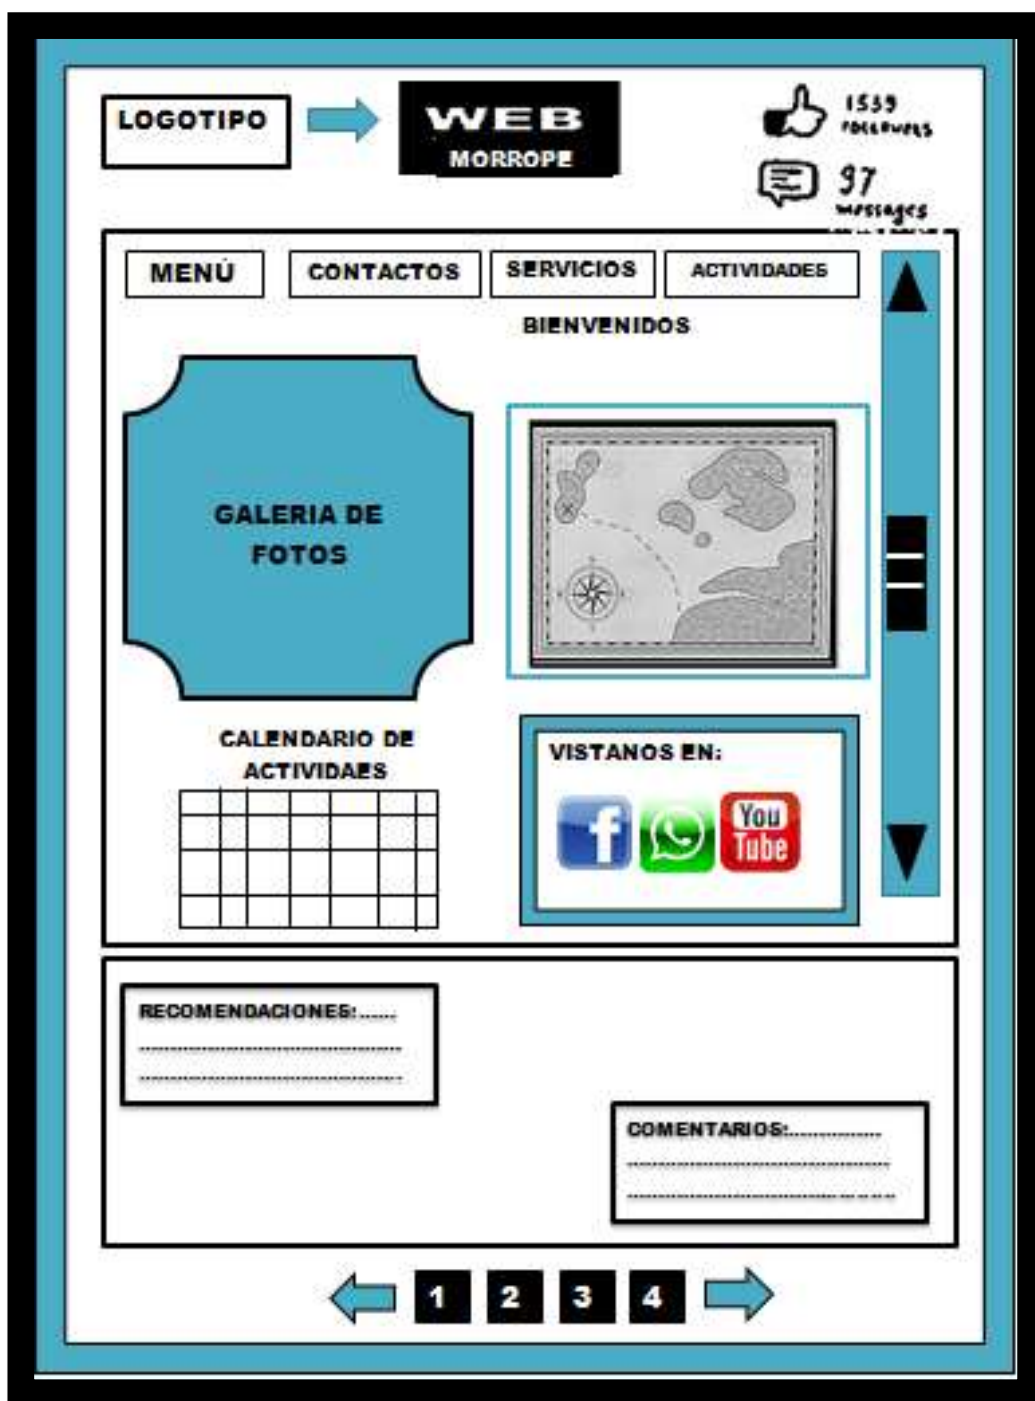 LOGOTIPO
WEB
MORROPE
1539
FOLLOWERS
97
messages
MENÚ
CONTACTOS
SERVICIOS
ACTIVIDADES
BIENVENIDOS
GALERIA DE
FOTOS
CALENDARIO DE
ACTIVIDAES
VISTANOS EN:
f
You
Tube
RECOMENDACIONES:......
COMENTARIOS:................
1
2
3
4